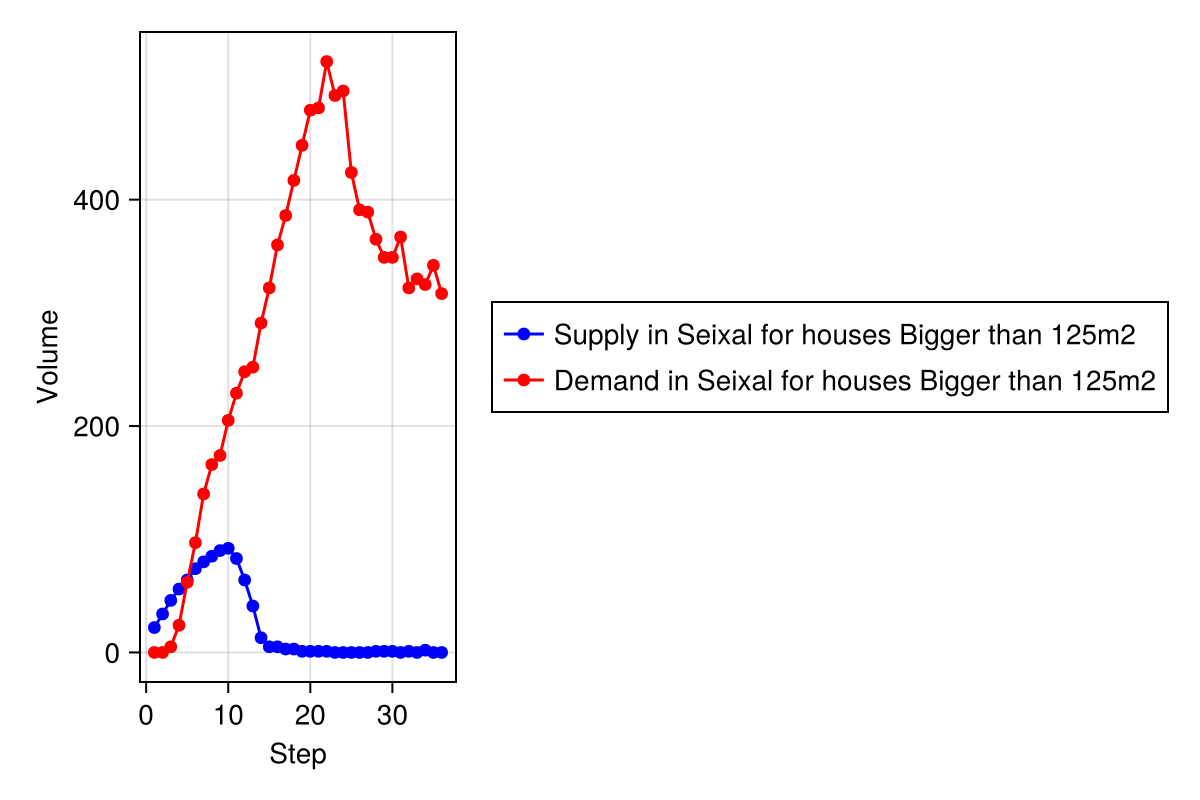 Volume
400
200
0
0 10 20 30
Step
Supply in Seixal for houses Bigger than 125m2
Demand in Seixal for houses Bigger than 125m2